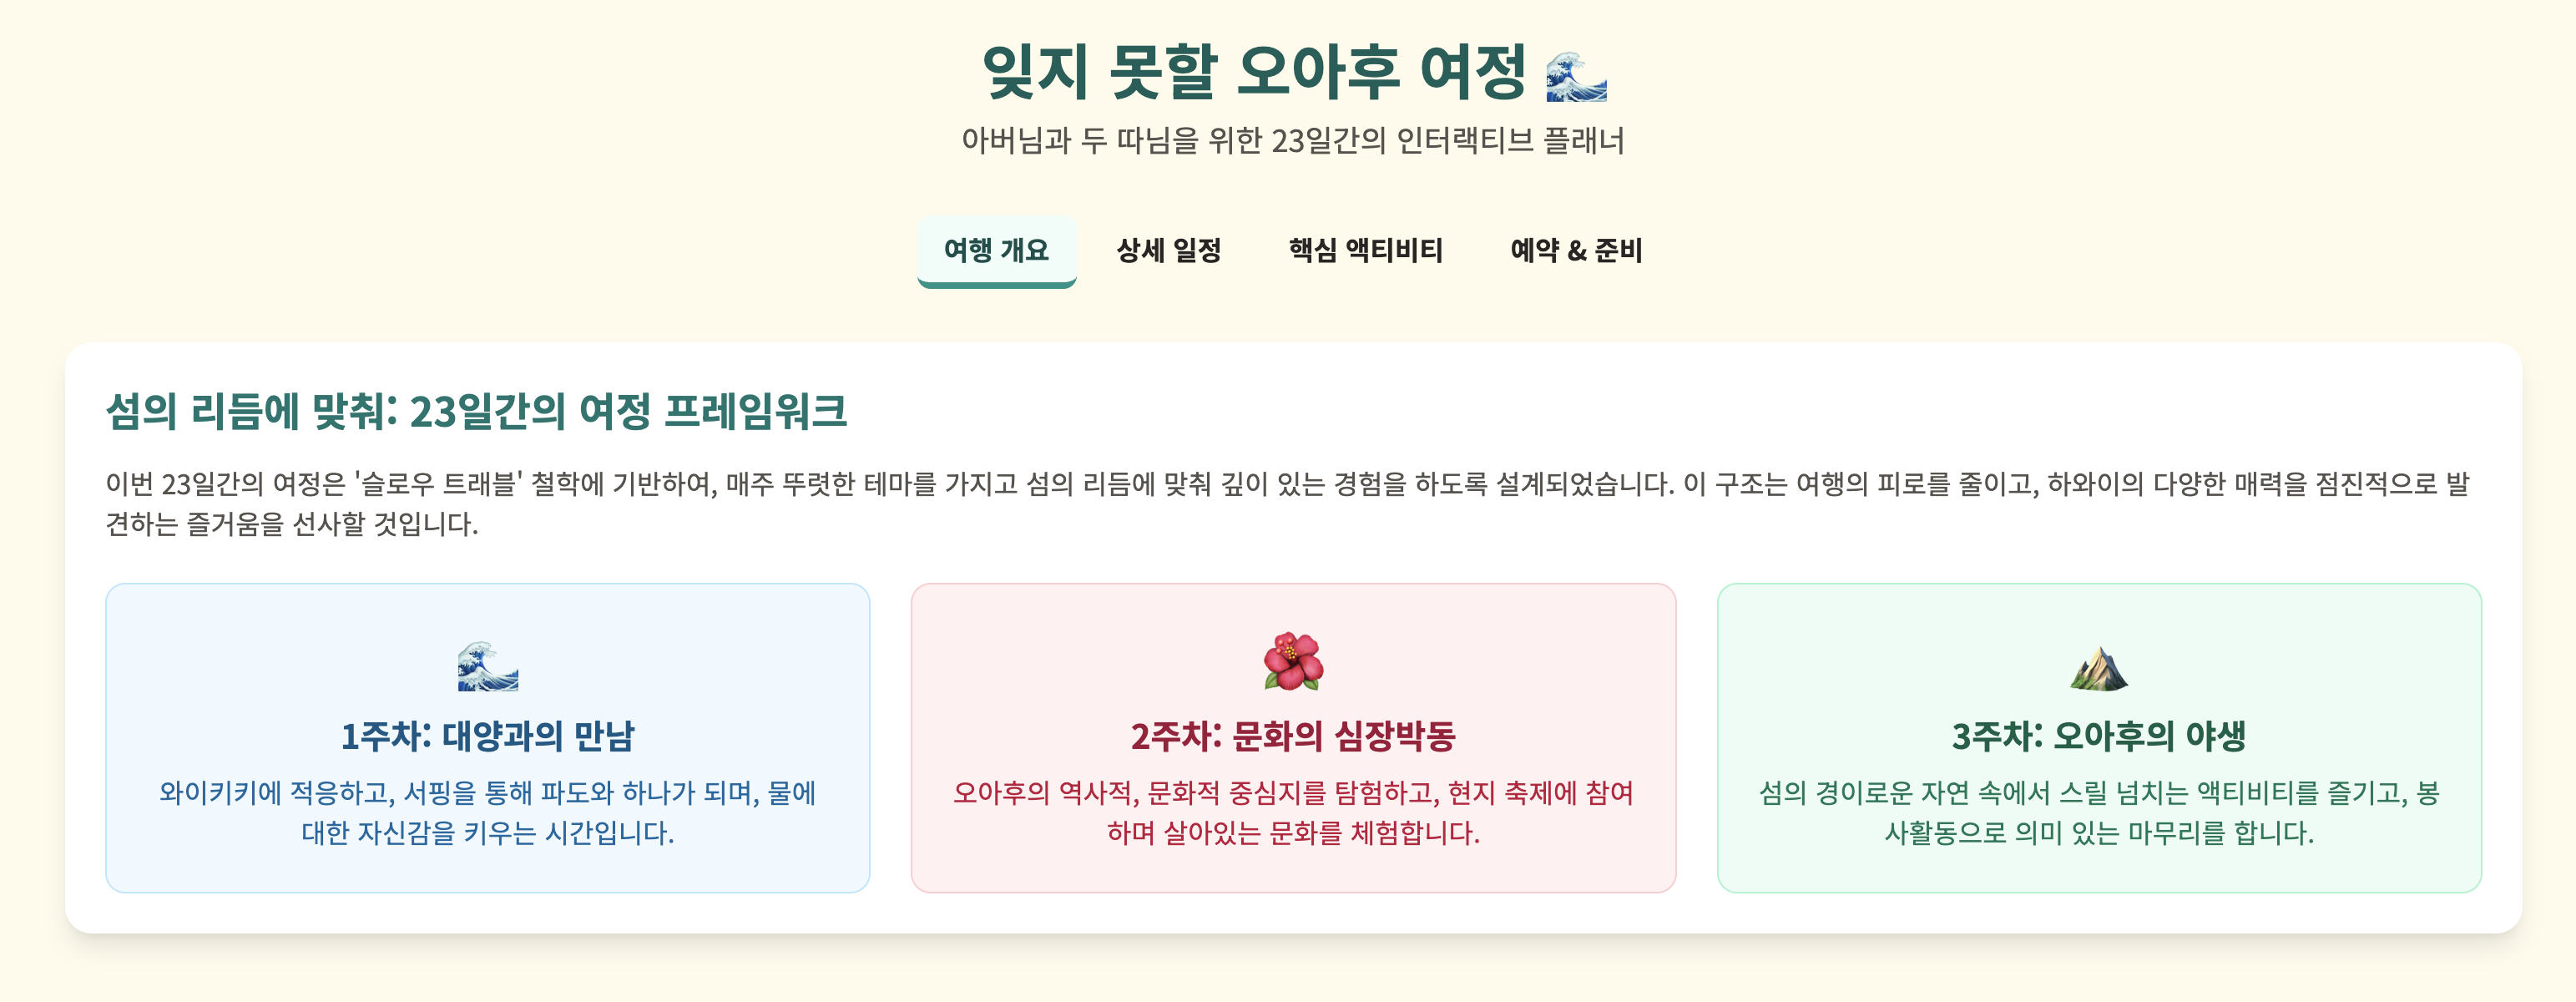 잊지 못할 오아후 여정 🌊
아버님과 두 따님을 위한 23일간의 인터랙티브 플래너
여행 개요
상세 일정
핵심 액티비티
예약 & 준비
섬의 리듬에 맞춰: 23일간의 여정 프레임워크
이번 23일간의 여정은 '슬로우 트래블' 철학에 기반하여, 매주 뚜렷한 테마를 가지고 섬의 리듬에 맞춰 깊이 있는 경험을 하도록 설계되었습니다. 이 구조는 여행의 피로를 줄이고, 하와이의 다양한 매력을 점진적으로 발
견하는 즐거움을 선사할 것입니다.
🌊
1주차: 대양과의 만남
와이키키에 적응하고, 서핑을 통해 파도와 하나가 되며, 물에
대한 자신감을 키우는 시간입니다.
🌺
2주차: 문화의 심장박동
오아후의 역사적, 문화적 중심지를 탐험하고, 현지 축제에 참여
하며 살아있는 문화를 체험합니다.
⛰️
3주차: 오아후의 야생
섬의 경이로운 자연 속에서 스릴 넘치는 액티비티를 즐기고, 봉
사활동으로 의미 있는 마무리를 합니다.